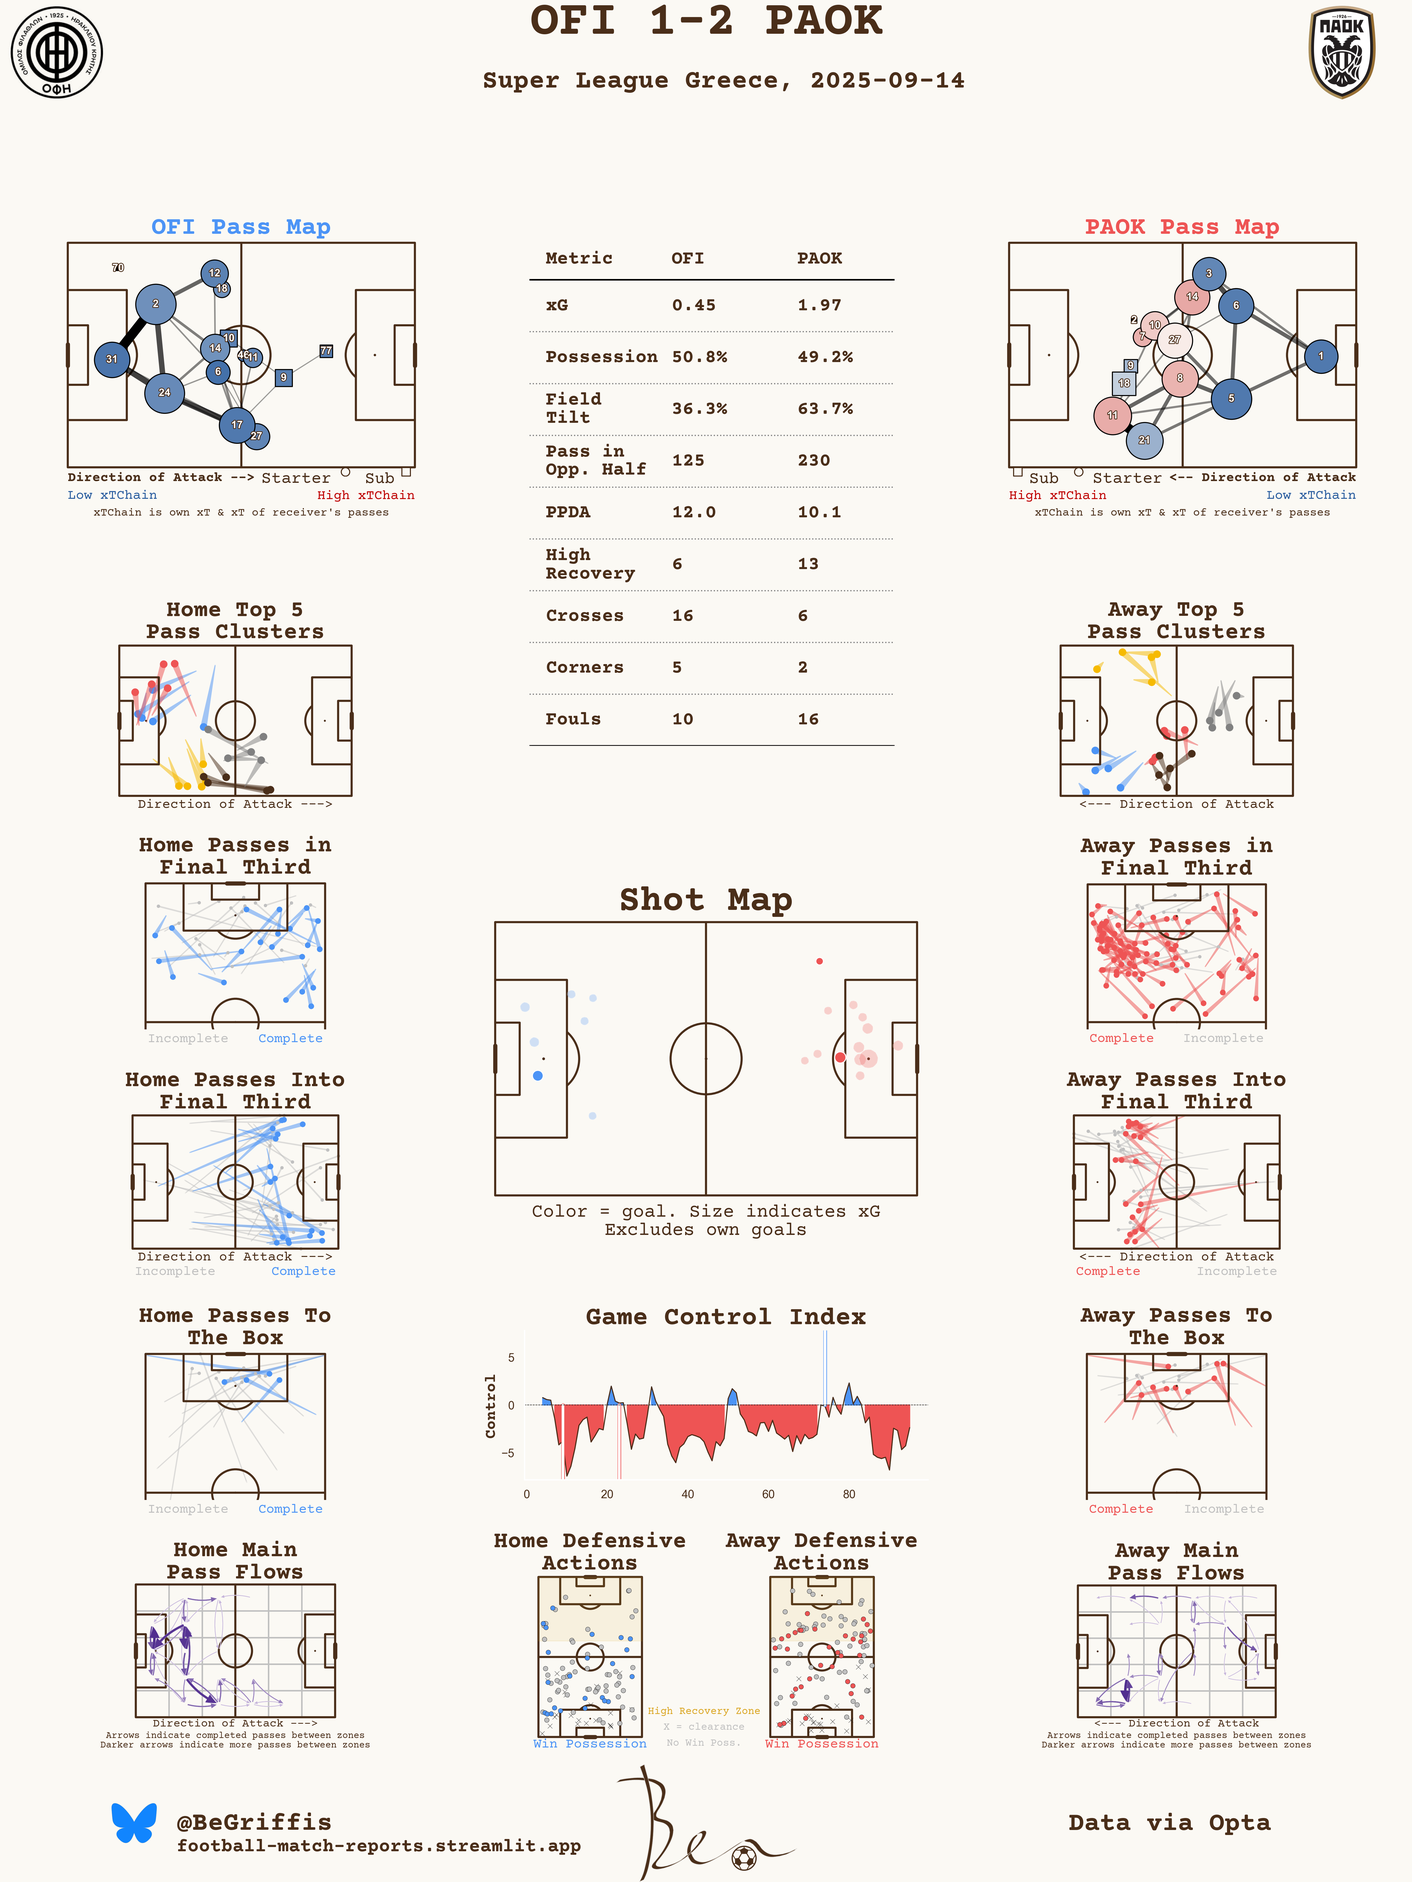 OFI 1-2 PAOK
Super League Greece, 2025-09-14
ΟΜΙΛΟΣ ΦΙΛΑΘΛΩΝ • 1925 • ΗΡΑΚΛΕΙΟΥ ΚΡΗΤΗΣ
ΟΦΗ
1926
ΠΑΟΚ
OFI Pass Map
70
12
18
2
10
14
11
31
6
24
9
77
17
27
Direction of Attack --> Starter Sub
Low xTChain High xTChain
xTChain is own xT & xT of receiver's passes
Metric OFI PAOK
xG 0.45 1.97
Possession 50.8% 49.2%
Field
Tilt 36.3% 63.7%
Pass in
Opp. Half 125 230
PPDA 12.0 10.1
High
Recovery 6 13
Crosses 16 6
Corners 5 2
Fouls 10 16
PAOK Pass Map
3
14
6
2
10
7
27
1
9
18
8
5
11
21
Sub Starter <-- Direction of Attack
High xTChain Low xTChain
xTChain is own xT & xT of receiver's passes
Home Top 5
Pass Clusters
Direction of Attack --->
Away Top 5
Pass Clusters
<--- Direction of Attack
Home Passes in
Final Third
Incomplete Complete
Away Passes in
Final Third
Complete Incomplete
Shot Map
Color = goal. Size indicates xG
Excludes own goals
Home Passes Into
Final Third
Direction of Attack --->
Incomplete Complete
Away Passes Into
Final Third
<--- Direction of Attack
Complete Incomplete
Home Passes To
The Box
Incomplete Complete
Game Control Index
Control
5
0
−5
0 20 40 60 80
Away Passes To
The Box
Complete Incomplete
Home Main
Pass Flows
Direction of Attack --->
Arrows indicate completed passes between zones
Darker arrows indicate more passes between zones
Home Defensive
Actions
Win Possession
High Recovery Zone
X = clearance
No Win Poss.
Away Defensive
Actions
Win Possession
Away Main
Pass Flows
<--- Direction of Attack
Arrows indicate completed passes between zones
Darker arrows indicate more passes between zones
@BeGriffis
football-match-reports.streamlit.app
Ben
Data via Opta